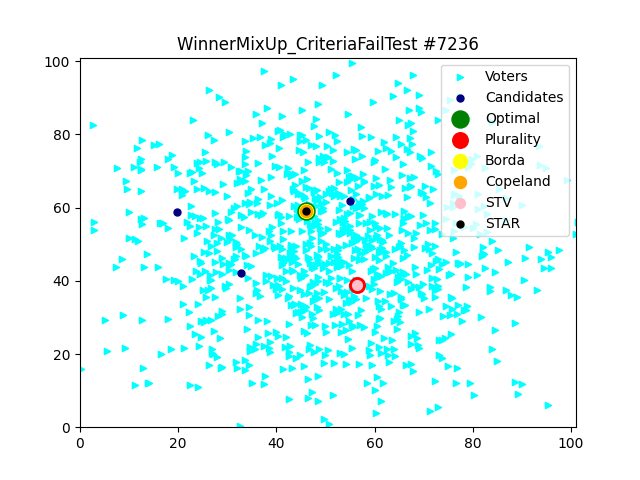 WinnerMixUp_CriteriaFailTest #7236
100
80
60
40
20
0
0 20 40 60 80 100
Voters
Candidates
Optimal
Plurality
Borda
Copeland
STV
STAR